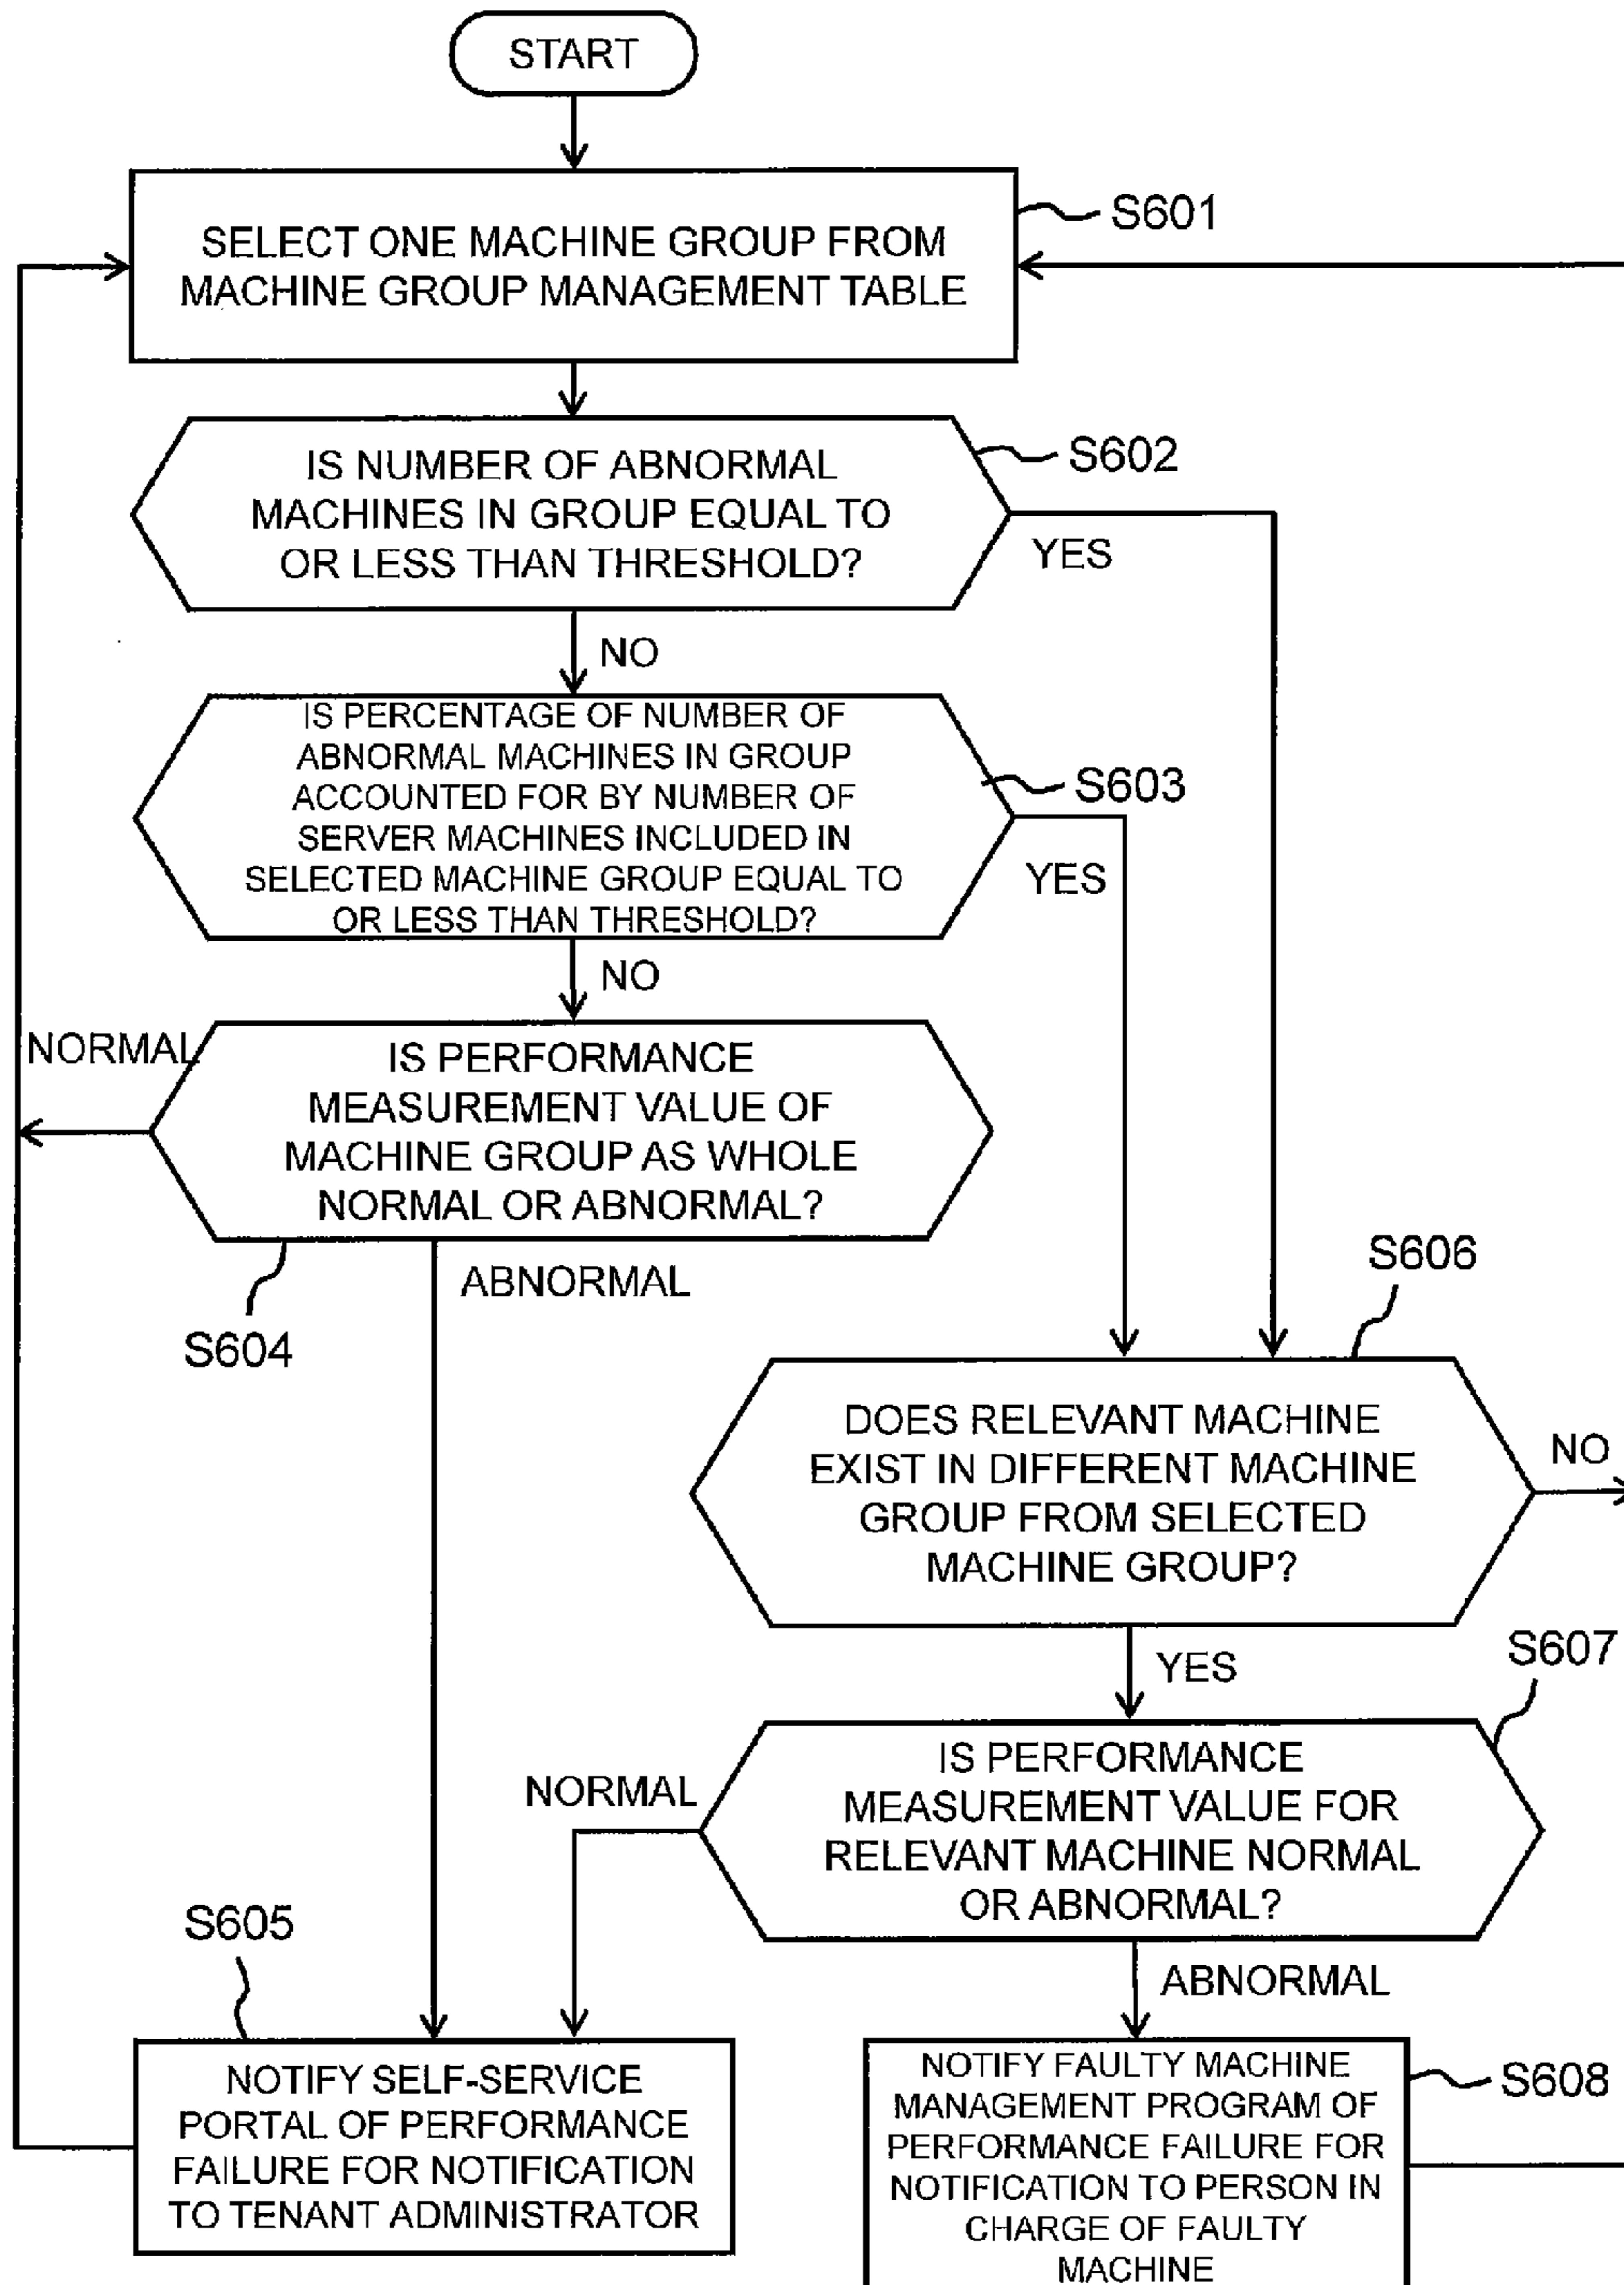 START
SELECT ONE MACHINE GROUP FROM
MACHINE GROUP MANAGEMENT TABLE
S601
IS NUMBER OF ABNORMAL
MACHINES IN GROUP EQUAL TO
OR LESS THAN THRESHOLD?
S602
YES
NO
IS PERCENTAGE OF NUMBER OF
ABNORMAL MACHINES IN GROUP
ACCOUNTED FOR BY NUMBER OF
SERVER MACHINES INCLUDED IN
SELECTED MACHINE GROUP EQUAL TO
OR LESS THAN THRESHOLD?
S603
YES
NO
NORMAL
IS PERFORMANCE
MEASUREMENT VALUE OF
MACHINE GROUP AS WHOLE
NORMAL OR ABNORMAL?
S604
ABNORMAL
S606
DOES RELEVANT MACHINE
EXIST IN DIFFERENT MACHINE
GROUP FROM SELECTED
MACHINE GROUP?
NO
YES
S607
IS PERFORMANCE
MEASUREMENT VALUE FOR
RELEVANT MACHINE NORMAL
OR ABNORMAL?
NORMAL
ABNORMAL
S605
NOTIFY SELF-SERVICE
PORTAL OF PERFORMANCE
FAILURE FOR NOTIFICATION
TO TENANT ADMINISTRATOR
NOTIFY FAULTY MACHINE
MANAGEMENT PROGRAM OF
PERFORMANCE FAILURE FOR
NOTIFICATION TO PERSON IN
CHARGE OF FAULTY
MACHINE
S608